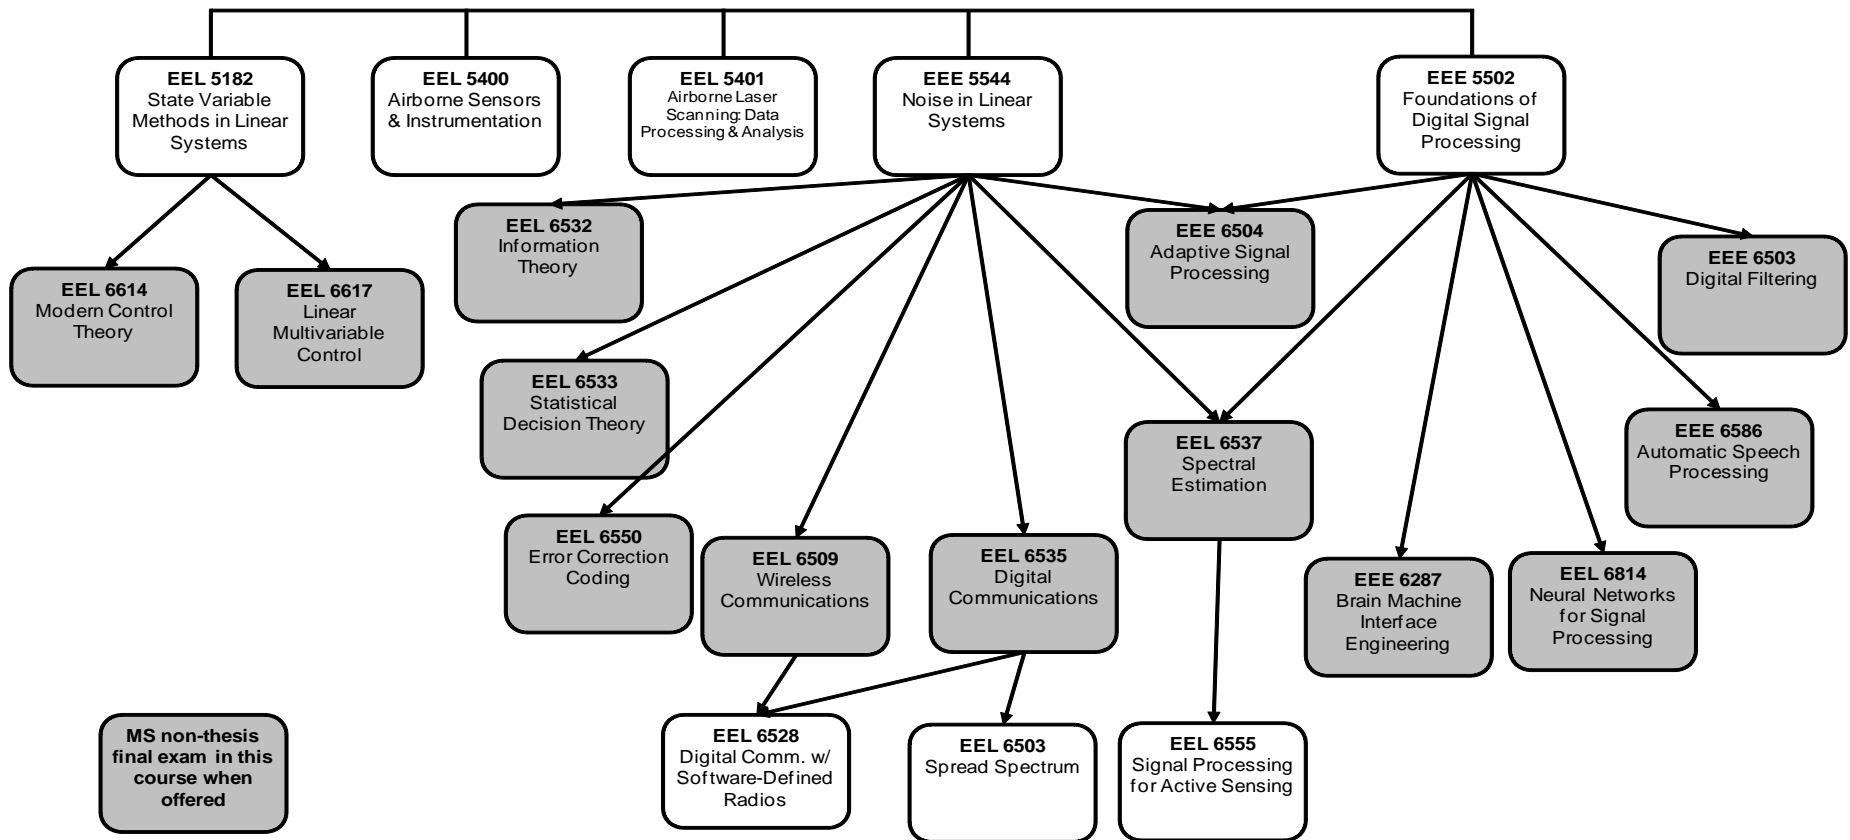 EEL 5182
State Variable
Methods in Linear
Systems
EEL 5400
Airborne Sensors
& Instrumentation
EEL 5401
Airborne Laser
Scanning: Data
Processing & Analysis
EEE 5544
Noise in Linear
Systems
EEE 5502
Foundations of
Digital Signal
Processing
EEL 6532
Information
Theory
EEE 6504
Adaptive Signal
Processing
EEE 6503
Digital Filtering
EEL 6614
Modern Control
Theory
EEL 6617
Linear
Multivariable
Control
EEL 6533
Statistical
Decision Theory
EEL 6537
Spectral
Estimation
EEE 6586
Automatic Speech
Processing
EEL 6550
Error Correction
Coding
EEL 6509
Wireless
Communications
EEL 6535
Digital
Communications
EEE 6287
Brain Machine
Interface
Engineering
EEL 6814
Neural Networks
for Signal
Processing
MS non-thesis
final exam in this
course when
offered
EEL 6528
Digital Comm. w/
Software-Defined
Radios
EEL 6503
Spread Spectrum
EEL 6555
Signal Processing
for Active Sensing